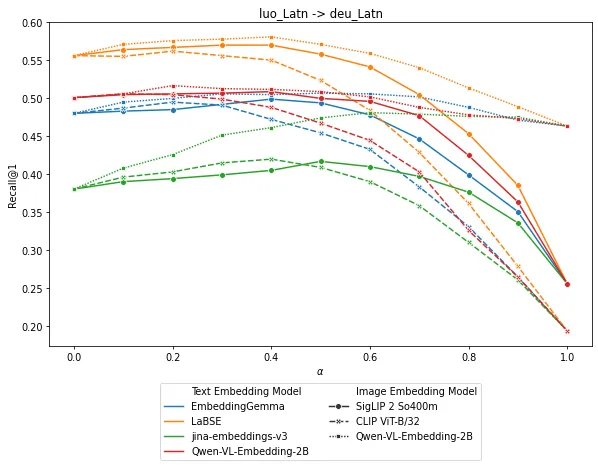 luo_Latn -> deu_Latn
Recall@1
0.60
0.55
0.50
0.45
0.40
0.35
0.30
0.25
0.20
0.0
0.2
0.4
0.6
0.8
1.0
α
Text Embedding Model
EmbeddingGemma
LaBSE
jina-embeddings-v3
Qwen-VL-Embedding-2B
Image Embedding Model
SigLIP 2 So400m
CLIP ViT-B/32
Qwen-VL-Embedding-2B